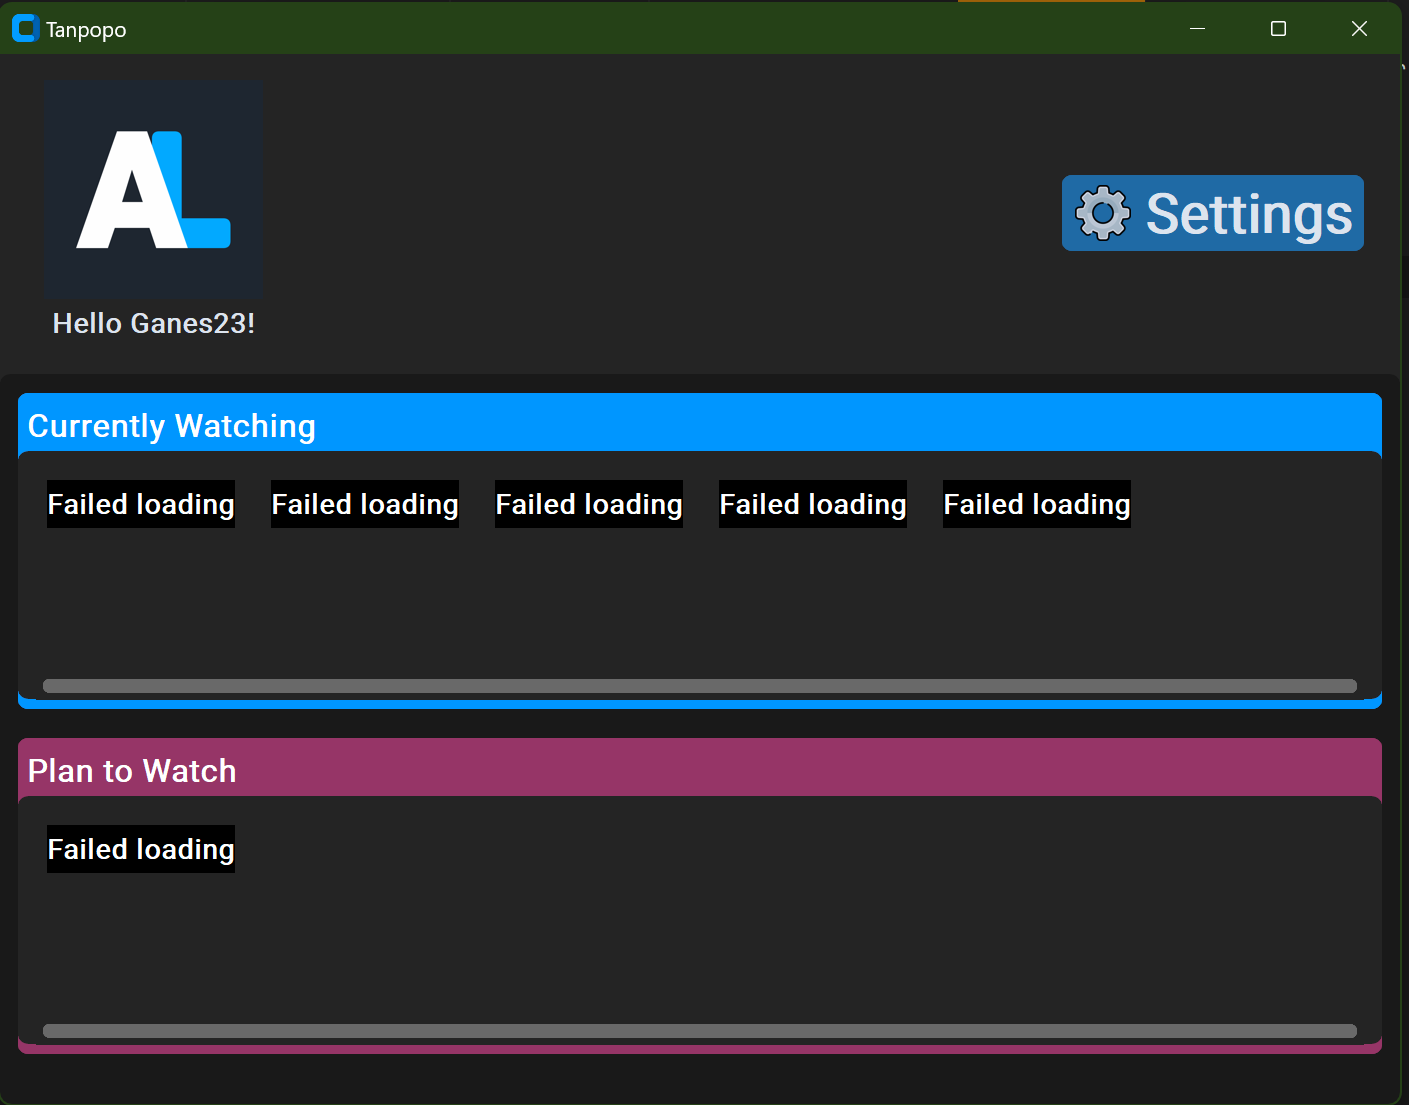 Tanpopo
AL
Settings
Hello Ganes23!
Currently Watching
Failed loading Failed loading Failed loading Failed loading Failed loading
Plan to Watch
Failed loading